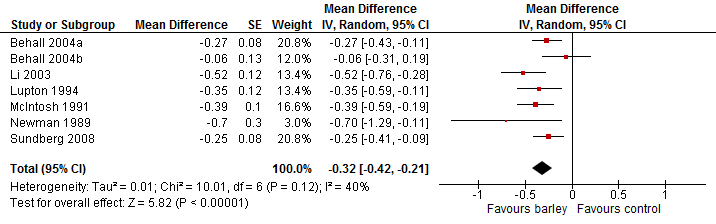 Mean Difference Mean Difference
Study or Subgroup Mean Difference SE Weight IV, Random, 95% CI IV, Random, 95% CI
Behall 2004a -0.27 0.08 20.8% -0.27 [-0.43, -0.11]
Behall 2004b -0.06 0.13 12.0% -0.06 [-0.31, 0.19]
Li 2003 -0.52 0.12 13.4% -0.52 [-0.76, -0.28]
Lupton 1994 -0.35 0.12 13.4% -0.35 [-0.59, -0.11]
McIntosh 1991 -0.39 0.1 16.6% -0.39 [-0.59, -0.19]
Newman 1989 -0.7 0.3 3.0% -0.70 [-1.29, -0.11]
Sundberg 2008 -0.25 0.08 20.8% -0.25 [-0.41, -0.09]
Total (95% CI) 100.0% -0.32 [-0.42, -0.21]
Heterogeneity: Tau² = 0.01; Chi² = 10.01, df = 6 (P = 0.12); I² = 40%
Test for overall effect: Z = 5.82 (P < 0.00001)
-1 -0.5 0 0.5 1
Favours barley Favours control